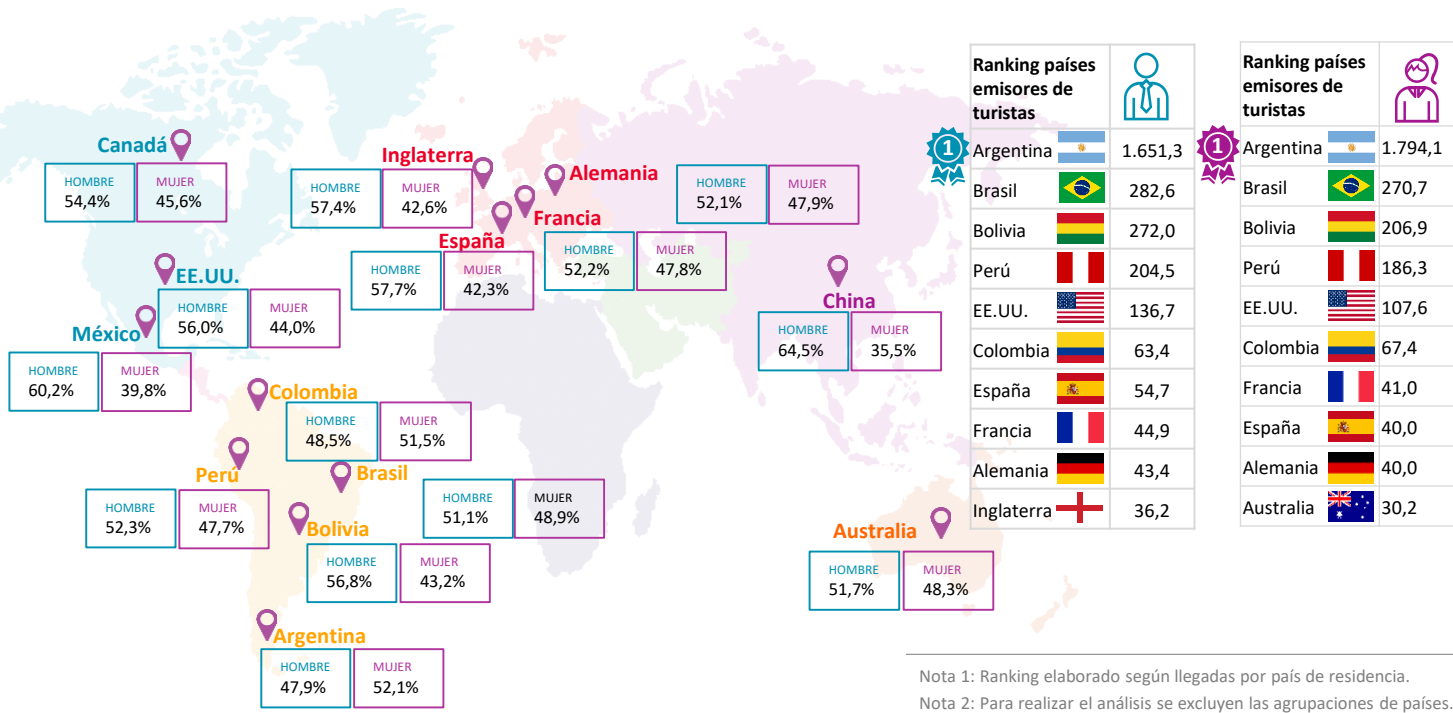 Canadá
HOMBRE MUJER
54,4% 45,6%
Inglaterra
HOMBRE MUJER
57,4% 42,6%
Alemania
HOMBRE MUJER
52,1% 47,9%
Francia
HOMBRE MUJER
52,2% 47,8%
España
HOMBRE MUJER
57,7% 42,3%
EE.UU.
HOMBRE MUJER
56,0% 44,0%
México
HOMBRE MUJER
60,2% 39,8%
China
HOMBRE MUJER
64,5% 35,5%
Colombia
HOMBRE MUJER
48,5% 51,5%
Perú
HOMBRE MUJER
52,3% 47,7%
Brasil
HOMBRE MUJER
51,1% 48,9%
Bolivia
HOMBRE MUJER
56,8% 43,2%
Argentina
HOMBRE MUJER
47,9% 52,1%
Australia
HOMBRE MUJER
51,7% 48,3%
Ranking países
emisores de
turistas
1
Argentina 1.651,3
Brasil 282,6
Bolivia 272,0
Perú 204,5
EE.UU. 136,7
Colombia 63,4
España 54,7
Francia 44,9
Alemania 43,4
Inglaterra 36,2
Ranking países
emisores de
turistas
1
Argentina 1.794,1
Brasil 270,7
Bolivia 206,9
Perú 186,3
EE.UU. 107,6
Colombia 67,4
Francia 41,0
España 40,0
Alemania 40,0
Australia 30,2
Nota 1: Ranking elaborado según llegadas por país de residencia.
Nota 2: Para realizar el análisis se excluyen las agrupaciones de países.